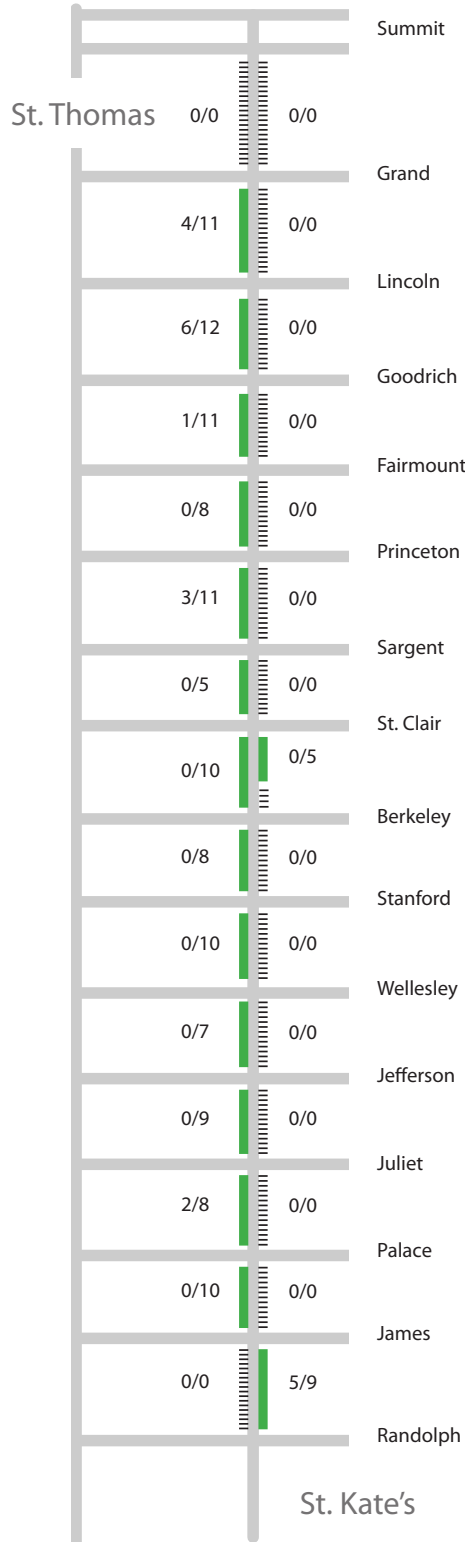 Summit
St. Thomas
0/0 0/0
Grand
4/11 0/0
Lincoln
6/12 0/0
Goodrich
1/11 0/0
Fairmount
0/8 0/0
Princeton
3/11 0/0
Sargent
0/5 0/0
St. Clair
0/5
0/10
Berkeley
0/8 0/0
Stanford
0/10 0/0
Wellesley
0/7 0/0
Jefferson
0/9 0/0
Juliet
2/8 0/0
Palace
0/10 0/0
James
0/0 5/9
Randolph
St. Kate's